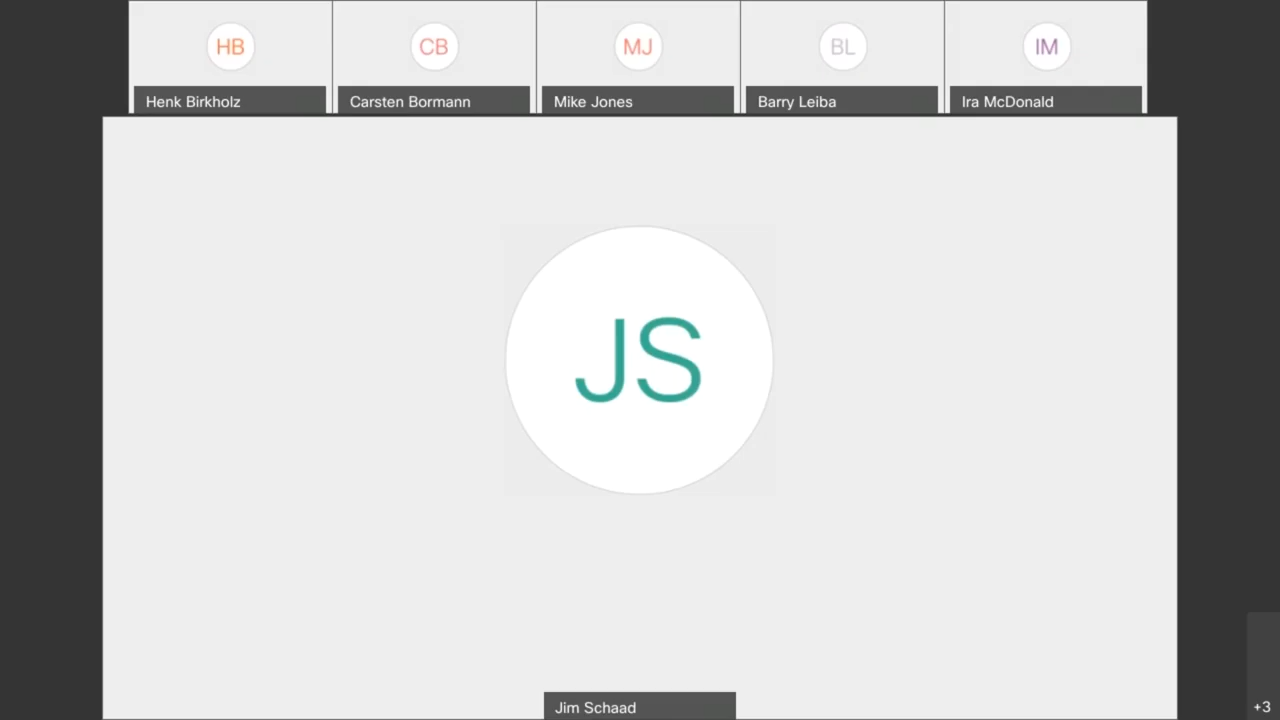 HB
CB
MJ
BL
IM
Henk Birkholz
Carsten Bormann
Mike Jones
Barry Leiba
Ira McDonald
JS
Jim Schaad
+3